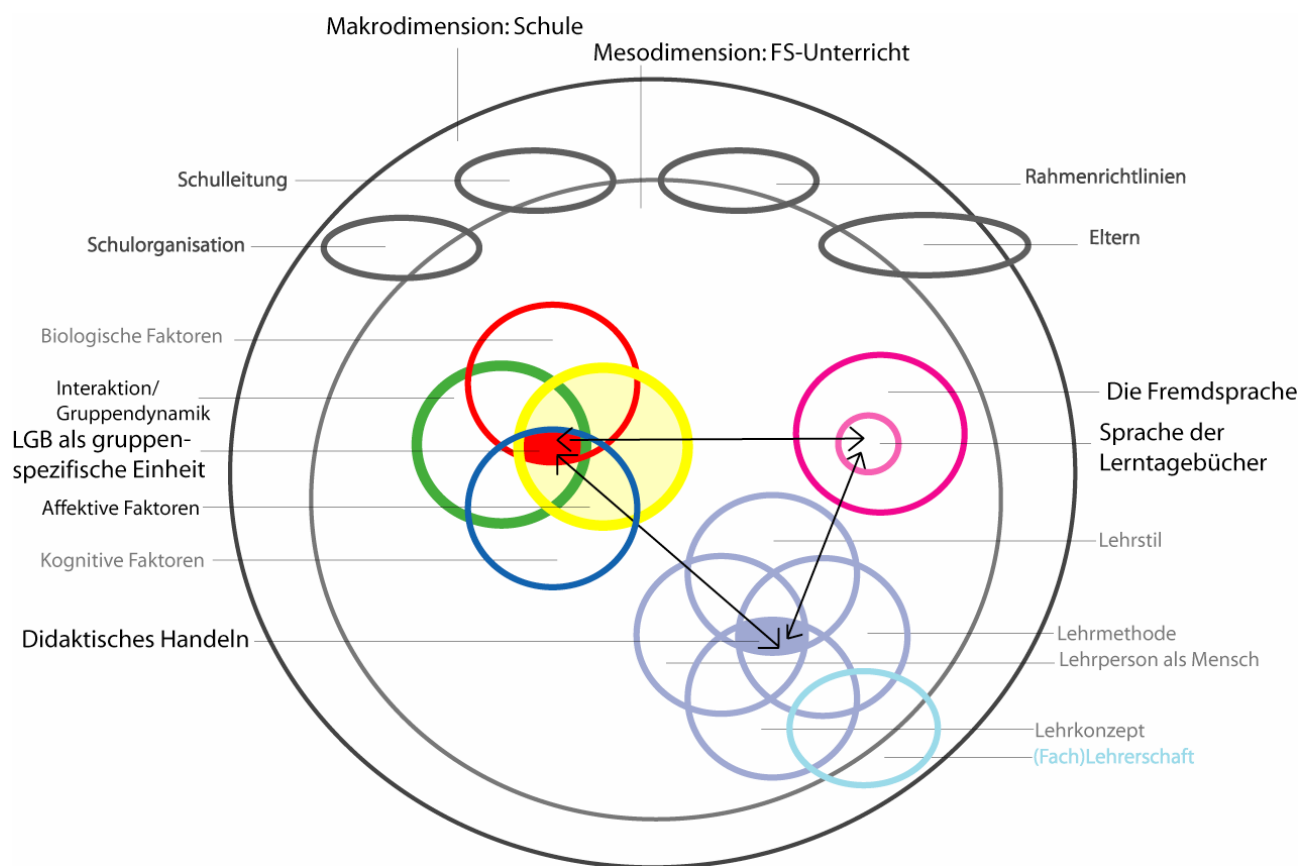 Makrodimension: Schule
Mesodimension: FS-Unterricht
Schulleitung
Rahmenrichtlinien
Schulorganisation
Eltern
Biologische Faktoren
Interaktion/
Gruppendynamik
LGB als gruppen-
spezifische Einheit
Affektive Faktoren
Kognitive Faktoren
Didaktisches Handeln
Die Fremdsprache
Sprache der
Lerntagebücher
Lehrstil
Lehrmethode
Lehrperson als Mensch
Lehrkonzept
(Fach)Lehrerschaft